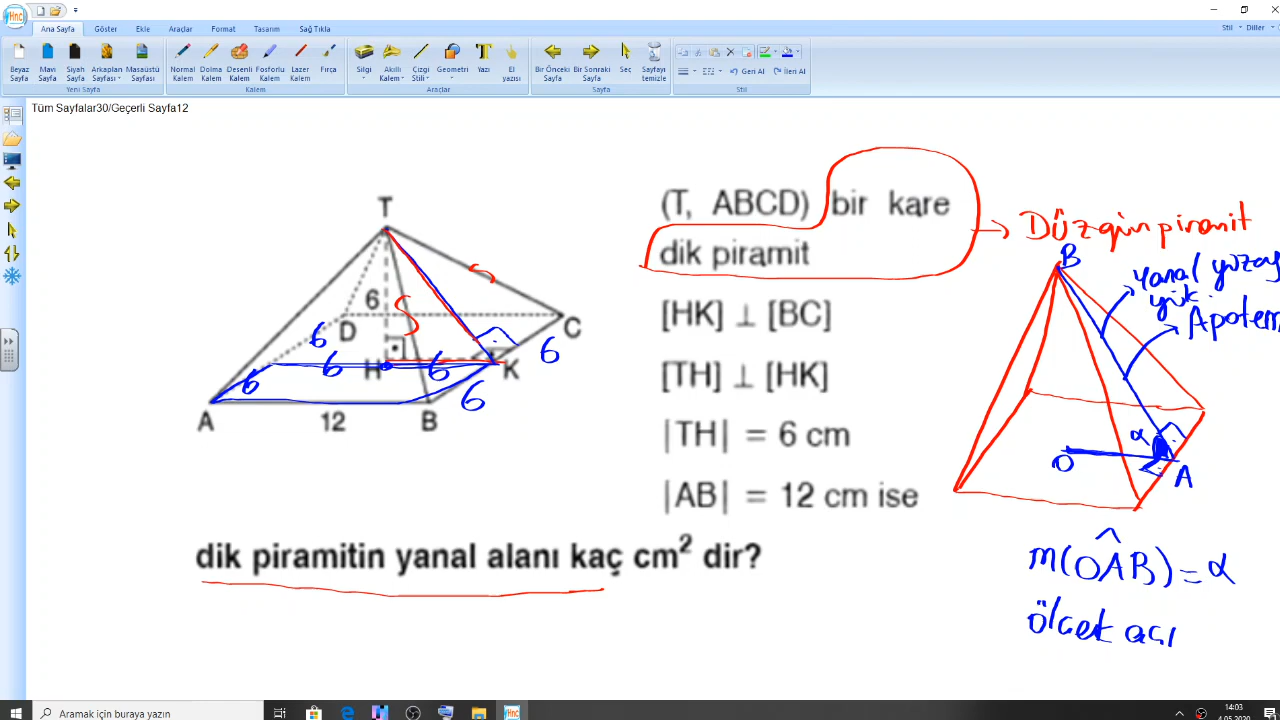 Ana Sayfa Göster Ekle Araçlar Format Tasarım Sağ Tıkla
Stil Diller
Beyaz Sayfa Mavi Sayfa Siyah Sayfa Arkaplan Sayfası Masaüstü Sayfası
Normal Kalem Dolma Kalem Desenli Kalem Fosforlu Kalem Lazer Kalem Fırça
Silgi Akıllı Kalem Çizgi Stili Geometri Yazı El yazısı
Bir Önceki Sayfa Bir Sonraki Sayfa Seç Sayfayı temizle
Geri Al İleri Al
Yeni Sayfa Kalem Araçlar Sayfa Stil
Tüm Sayfalar30/Geçerli Sayfa12
T
6
D
C
H
K
A
12
B
6
6
6
6
6
6
(T, ABCD) bir kare
dik piramit
[HK] ⊥ [BC]
[TH] ⊥ [HK]
|TH| = 6 cm
|AB| = 12 cm ise
dik piramitin yanal alanı kaç cm² dir?
Düzgün piramit
B
yanal yüzey
yük
Apotem
α
O
A
m(OÂB) = α
ölçek açı
Aramak için buraya yazın
14:03
4.05.2020